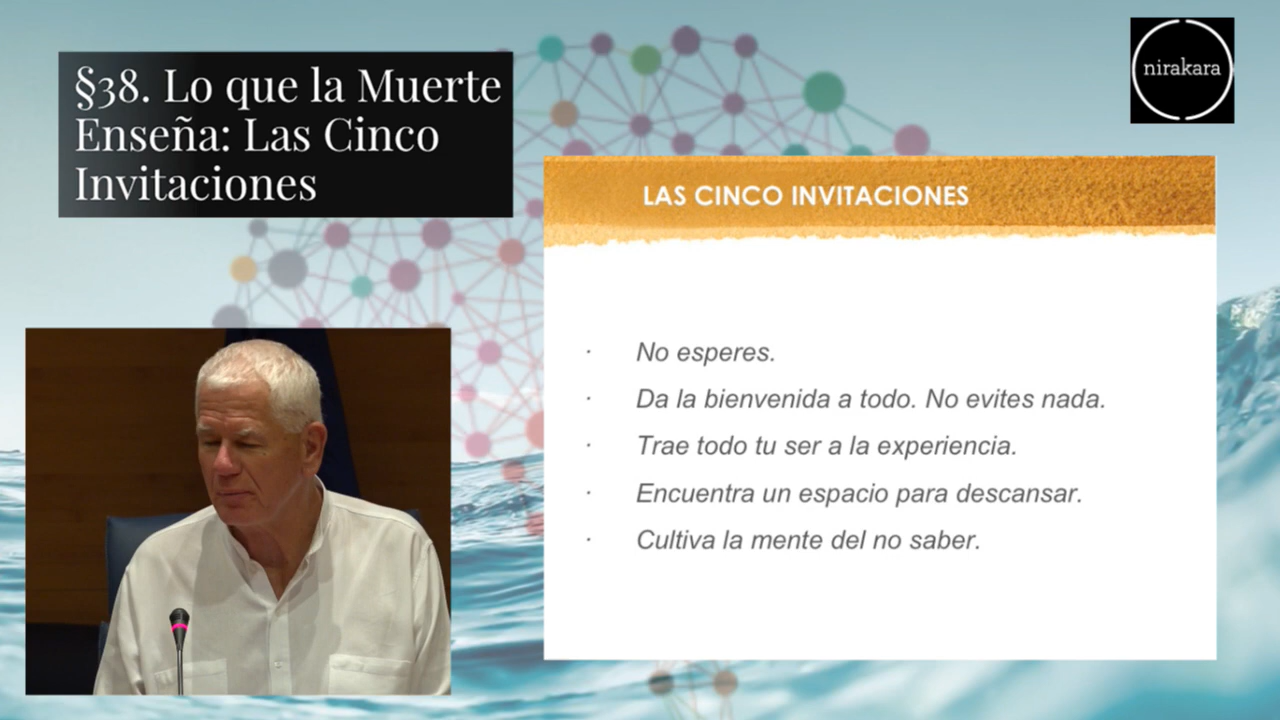 §38. Lo que la Muerte
Enseña: Las Cinco
Invitaciones
nirakara
LAS CINCO INVITACIONES
· No esperes.
· Da la bienvenida a todo. No evites nada.
· Trae todo tu ser a la experiencia.
· Encuentra un espacio para descansar.
· Cultiva la mente del no saber.